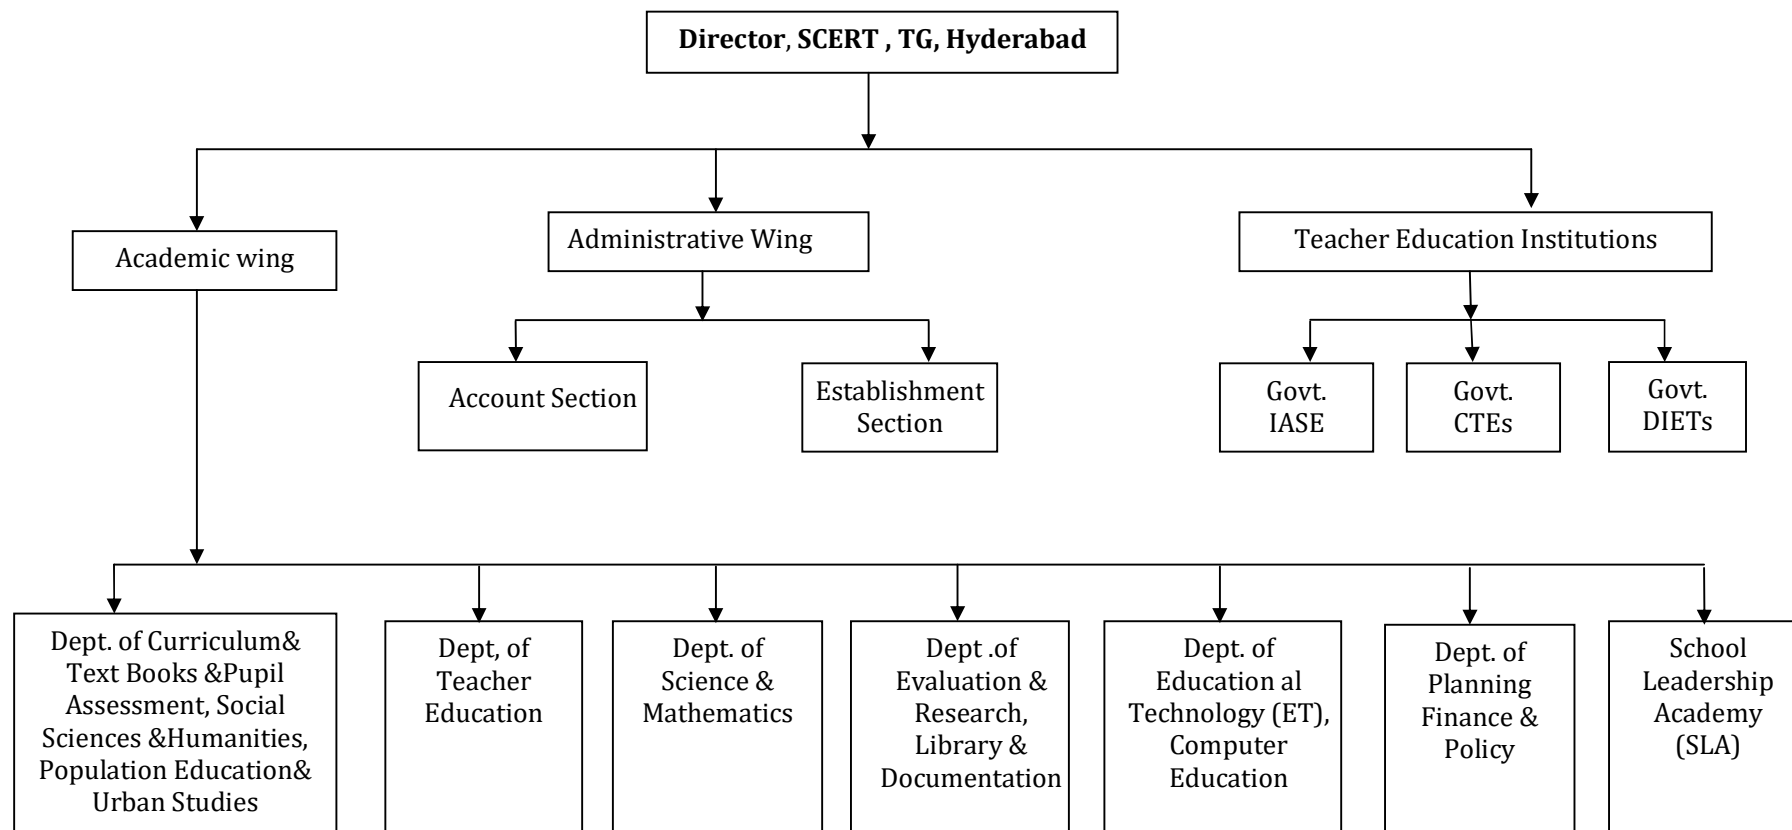 Director, SCERT , TG, Hyderabad
Academic wing
Administrative Wing
Teacher Education Institutions
Account Section
Establishment
Section
Govt.
IASE
Govt.
CTEs
Govt.
DIETs
Dept. of Curriculum&
Text Books &Pupil
Assessment, Social
Sciences &Humanities,
Population Education&
Urban Studies
Dept, of
Teacher
Education
Dept. of
Science &
Mathematics
Dept .of
Evaluation &
Research,
Library &
Documentation
Dept. of
Education al
Technology (ET),
Computer
Education
Dept. of
Planning
Finance &
Policy
School
Leadership
Academy
(SLA)